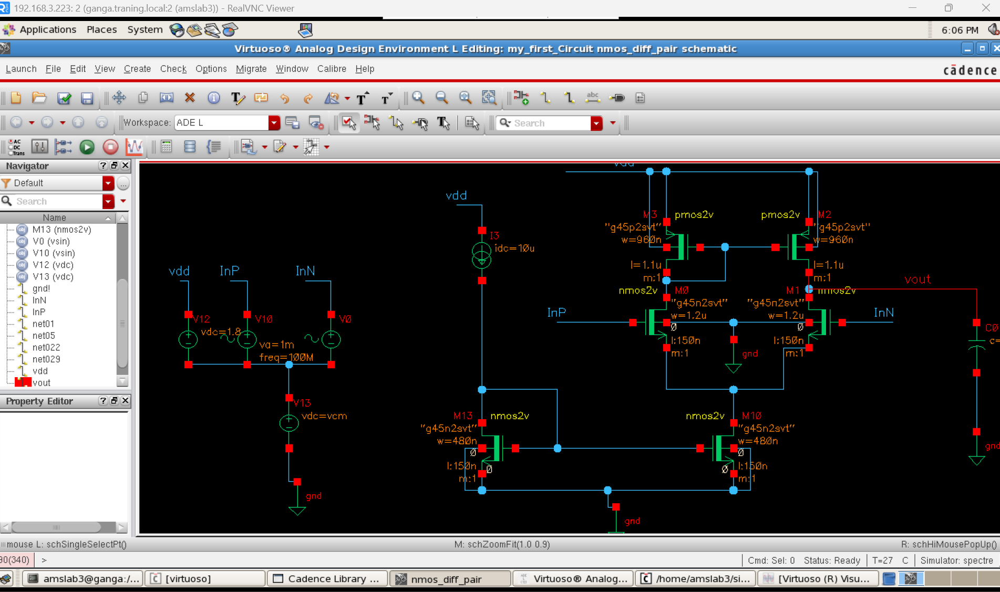 192.168.3.223: 2 (ganga.traning.local:2 (amslab3)) - RealVNC Viewer
Applications Places System 6:06 PM
Virtuoso® Analog Design Environment L Editing: my_first_Circuit nmos_diff_pair schematic
Launch File Edit View Create Check Options Migrate Window Calibre Help
cādence
abc
Workspace: ADE L Search
AC
DC
Trans
Navigator
Default
Search
Name
M13 (nmos2v)
V0 (vsin)
V10 (vsin)
V12 (vdc)
V13 (vdc)
gnd!
InN
InP
net01
net05
net022
net029
vdd
vout
Property Editor
vdd
vdd
I3
idc=10u
M3 pmos2v
"g45p2svt"
w=960n
l=1.1u
m:1
pmos2v M2
"g45p2svt"
w=960n
l=1.1u
m:1
vout
vdd InP InN
V12
vdc=1.8
V10
va=1m
freq=100M
V0
V13
vdc=vcm
gnd
nmos2v M0
"g45n2svt"
w=1.2u
0
l:150n
m:1
InP
M1 nmos2v
"g45n2svt"
w=1.2u
0
l:150n
m:1
InN
gnd
C0
c=
gnd
M13 nmos2v
"g45n2svt"
w=480n
0
l:150n
0
m:1
nmos2v M10
"g45n2svt"
w=480n
0
l:150n
0
m:1
gnd
mouse L: schSingleSelectPt() M: schZoomFit(1.0 0.9) R: schHiMousePopUp()
90(340) > Cmd: Sel: 0 Status: Ready T=27 C Simulator: spectre
amslab3@ganga:/... [virtuoso] Cadence Library ... nmos_diff_pair Virtuoso® Analog... /home/amslab3/si... [Virtuoso (R) Visu...